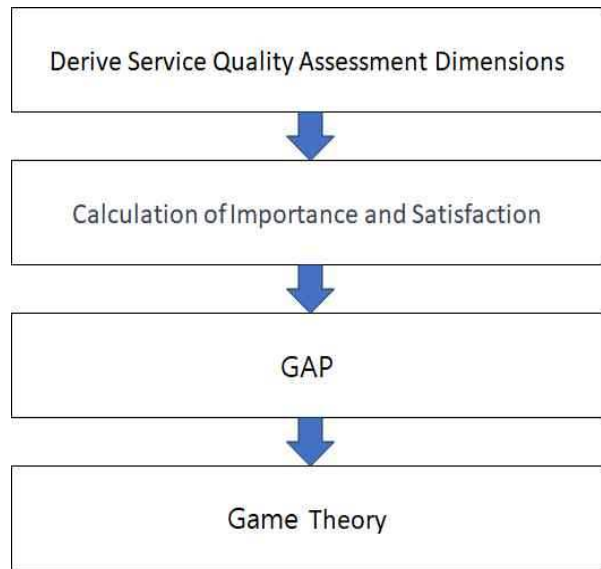 Derive Service Quality Assessment Dimensions
Calculation of Importance and Satisfaction
GAP
Game Theory